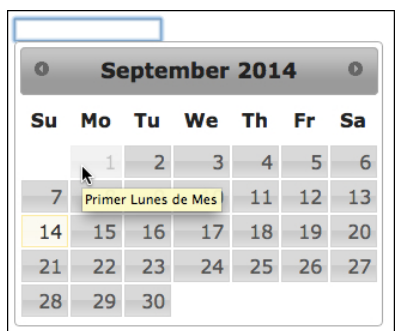 September 2014
Su Mo Tu We Th Fr Sa
1 2 3 4 5 6
7 11 12 13
Primer Lunes de Mes
14 15 16 17 18 19 20
21 22 23 24 25 26 27
28 29 30